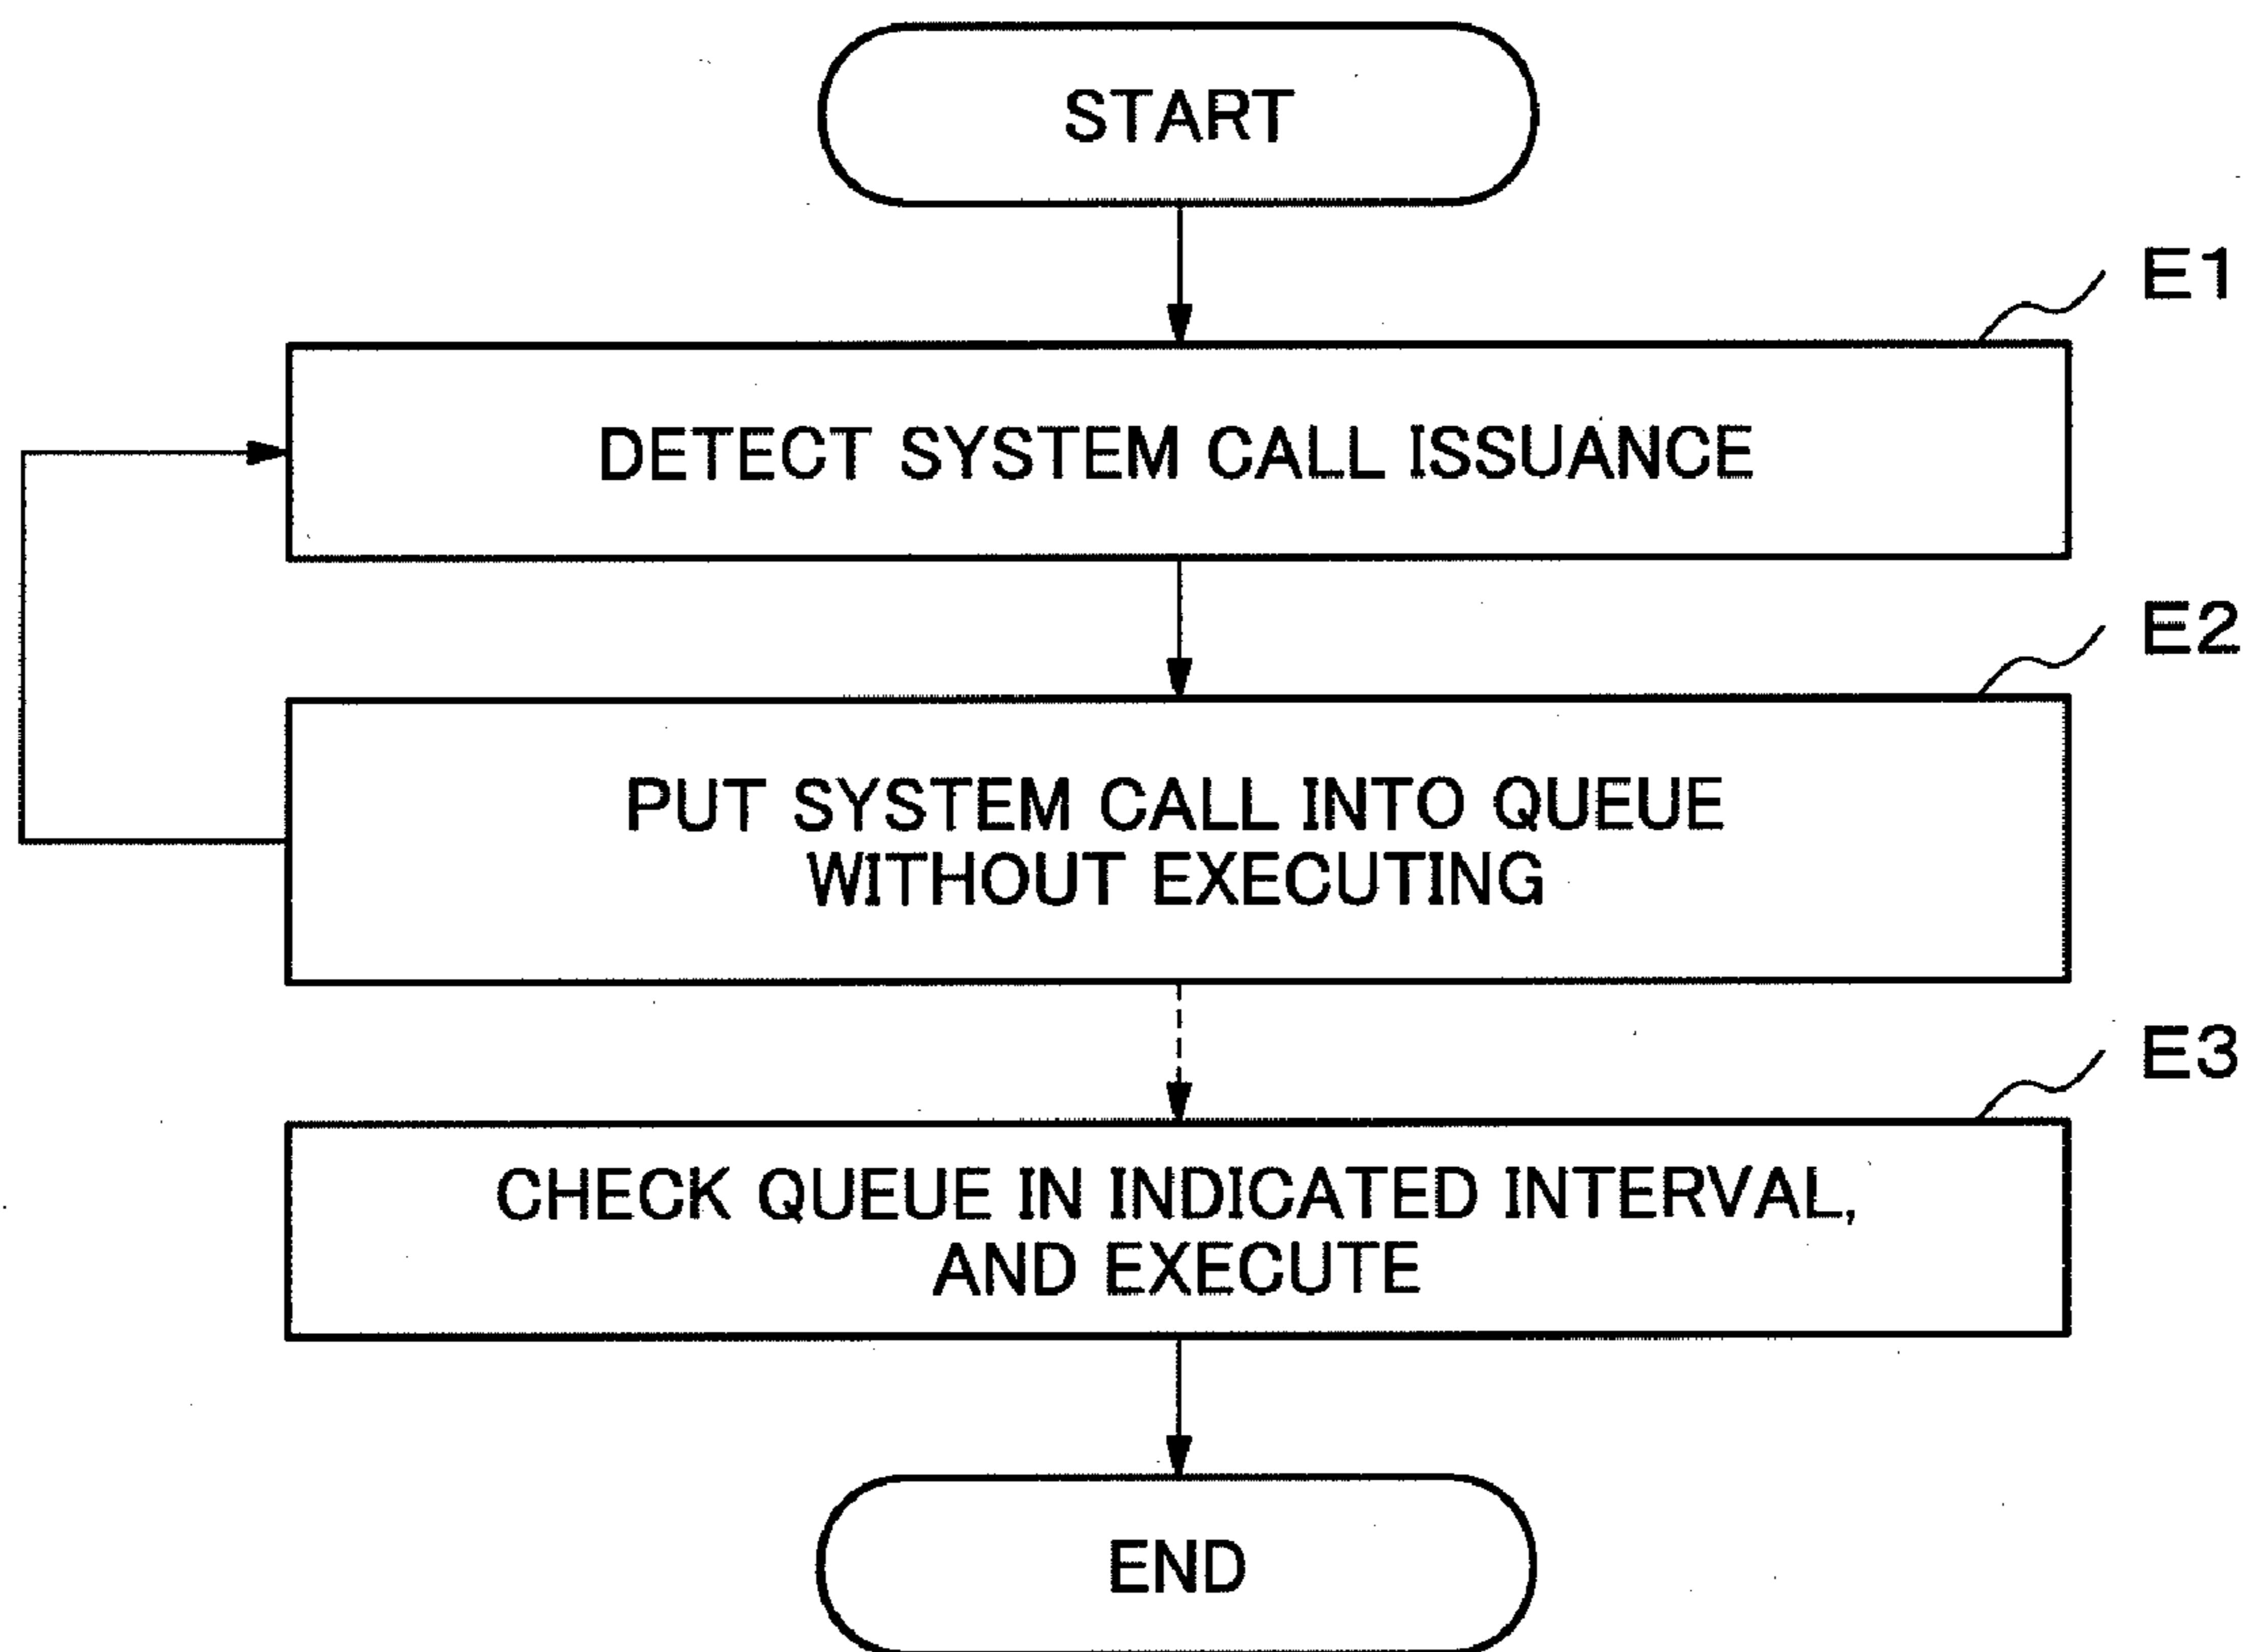 START
E1
DETECT SYSTEM CALL ISSUANCE
E2
PUT SYSTEM CALL INTO QUEUE
WITHOUT EXECUTING
E3
CHECK QUEUE IN INDICATED INTERVAL,
AND EXECUTE
END